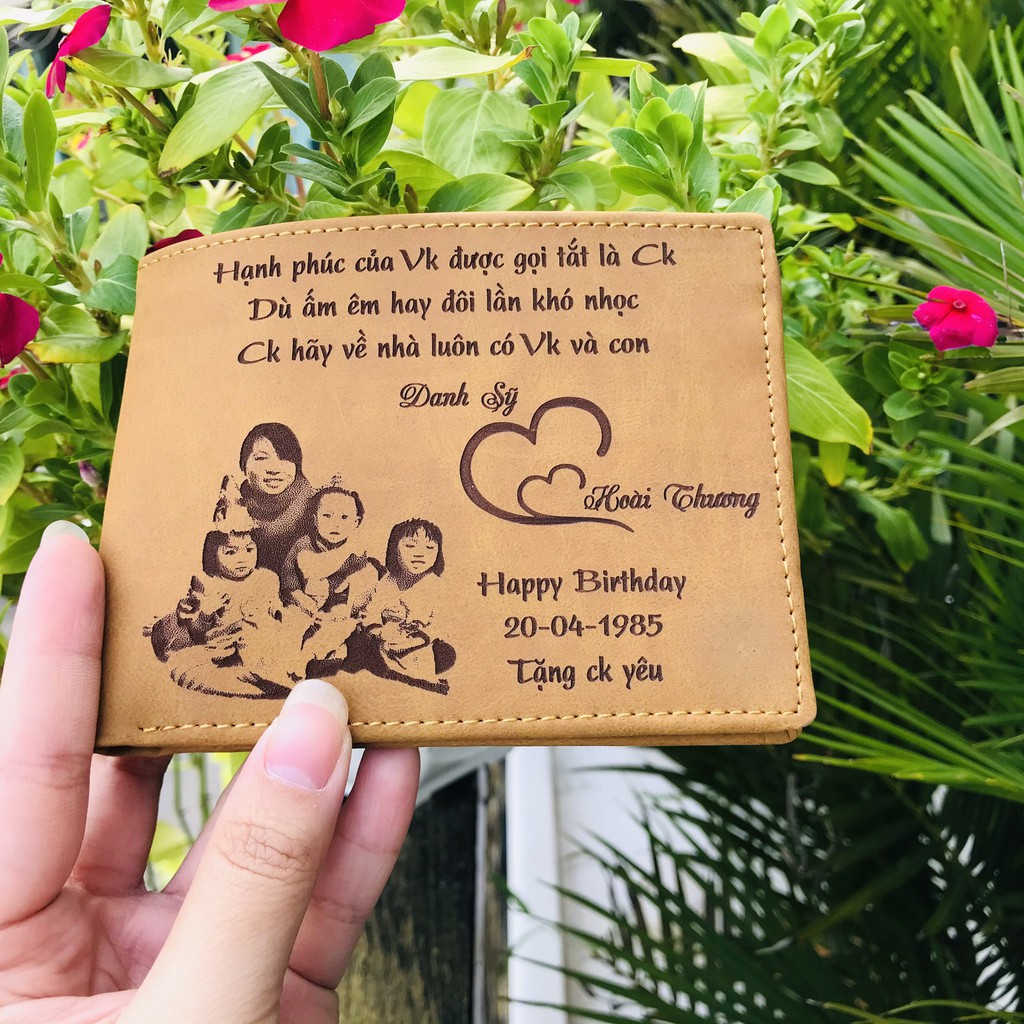 Hạnh phúc của Vk được gọi tắt là Ck
Dù ấm êm hay đôi lần khó nhọc
Ck hãy về nhà luôn có Vk và con
Danh Sỹ
Hoài Thương
Happy Birthday
20-04-1985
Tặng ck yêu